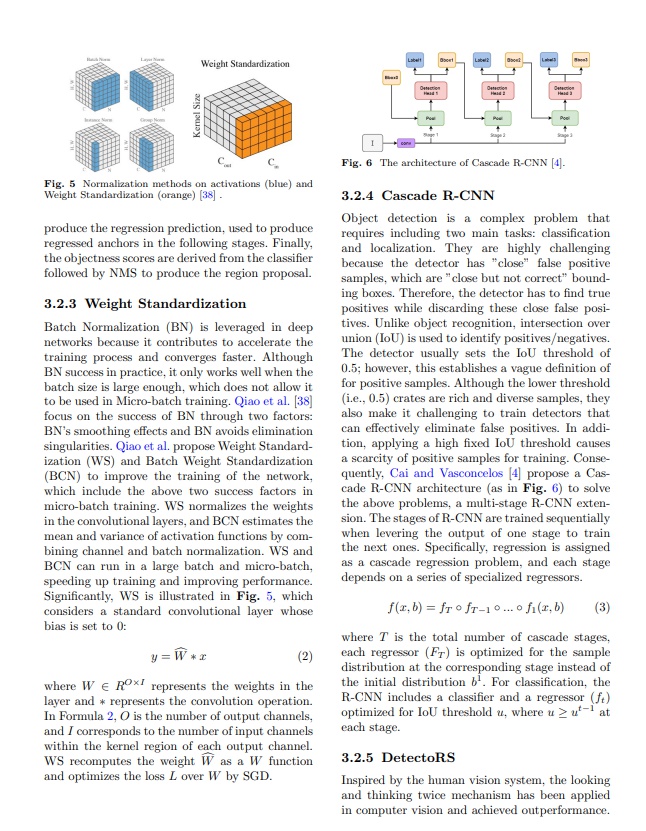 Batch Norm
Layer Norm
Instance Norm
Group Norm
Weight Standardization
Kernel Size
C_out
C_in
Fig. 5 Normalization methods on activations (blue) and
Weight Standardization (orange) [38] .
produce the regression prediction, used to produce
regressed anchors in the following stages. Finally,
the objectness scores are derived from the classifier
followed by NMS to produce the region proposal.
3.2.3 Weight Standardization
Batch Normalization (BN) is leveraged in deep
networks because it contributes to accelerate the
training process and converges faster. Although
BN success in practice, it only works well when the
batch size is large enough, which does not allow it
to be used in Micro-batch training. Qiao et al. [38]
focus on the success of BN through two factors:
BN's smoothing effects and BN avoids elimination
singularities. Qiao et al. propose Weight Standard-
ization (WS) and Batch Weight Standardization
(BCN) to improve the training of the network,
which include the above two success factors in
micro-batch training. WS normalizes the weights
in the convolutional layers, and BCN estimates the
mean and variance of activation functions by com-
bining channel and batch normalization. WS and
BCN can run in a large batch and micro-batch,
speeding up training and improving performance.
Significantly, WS is illustrated in Fig. 5, which
considers a standard convolutional layer whose
bias is set to 0:
y = Ŵ ∗ x (2)
where W ∈ R^{O×I} represents the weights in the
layer and ∗ represents the convolution operation.
In Formula 2, O is the number of output channels,
and I corresponds to the number of input channels
within the kernel region of each output channel.
WS recomputes the weight Ŵ as a W function
and optimizes the loss L over W by SGD.
Label1 Bbox1 Label2 Bbox2 Label3 Bbox3
Bbox0
Detection Head 1 Detection Head 2 Detection Head 3
Pool Pool Pool
Stage 1 Stage 2 Stage 3
I conv
Fig. 6 The architecture of Cascade R-CNN [4].
3.2.4 Cascade R-CNN
Object detection is a complex problem that
requires including two main tasks: classification
and localization. They are highly challenging
because the detector has "close" false positive
samples, which are "close but not correct" bound-
ing boxes. Therefore, the detector has to find true
positives while discarding these close false posi-
tives. Unlike object recognition, intersection over
union (IoU) is used to identify positives/negatives.
The detector usually sets the IoU threshold of
0.5; however, this establishes a vague definition of
for positive samples. Although the lower threshold
(i.e., 0.5) crates are rich and diverse samples, they
also make it challenging to train detectors that
can effectively eliminate false positives. In addi-
tion, applying a high fixed IoU threshold causes
a scarcity of positive samples for training. Conse-
quently, Cai and Vasconcelos [4] propose a Cas-
cade R-CNN architecture (as in Fig. 6) to solve
the above problems, a multi-stage R-CNN exten-
sion. The stages of R-CNN are trained sequentially
when levering the output of one stage to train
the next ones. Specifically, regression is assigned
as a cascade regression problem, and each stage
depends on a series of specialized regressors.
f(x, b) = f_T ∘ f_{T−1} ∘ ... ∘ f_1(x, b) (3)
where T is the total number of cascade stages,
each regressor (F_T) is optimized for the sample
distribution at the corresponding stage instead of
the initial distribution b^1. For classification, the
R-CNN includes a classifier and a regressor (f_t)
optimized for IoU threshold u, where u ≥ u^{t−1} at
each stage.
3.2.5 DetectoRS
Inspired by the human vision system, the looking
and thinking twice mechanism has been applied
in computer vision and achieved outperformance.